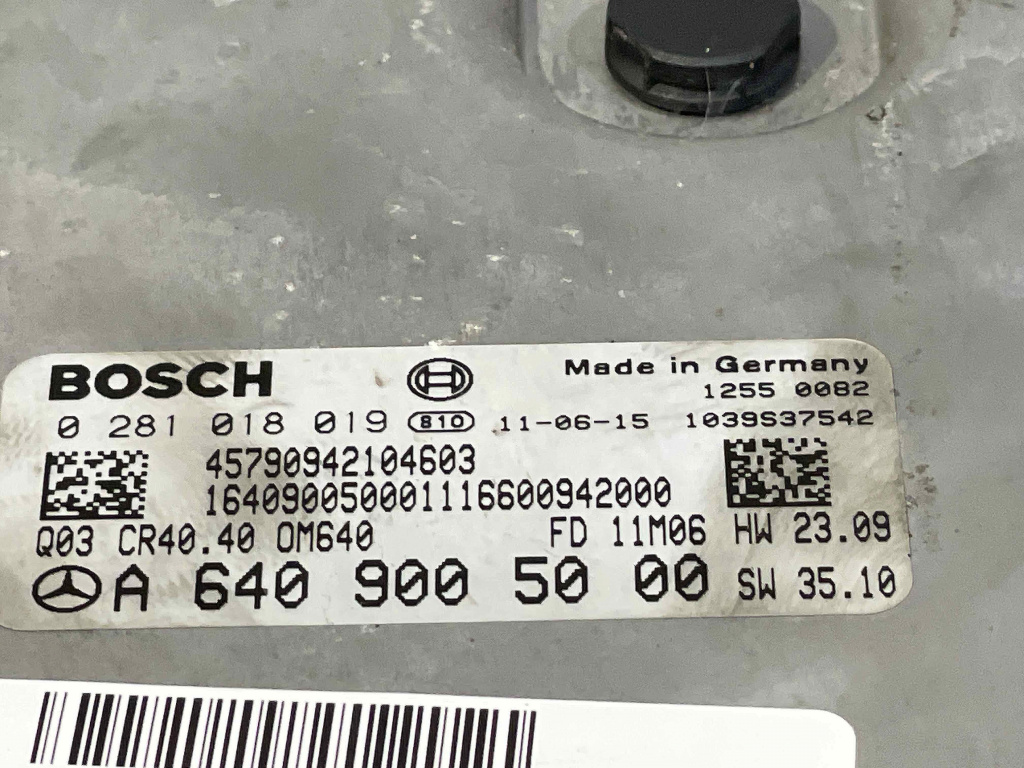 BOSCH
Made in Germany
1255 0082
0 281 018 019 810 11-06-15 1039S37542
45790942104603
1640900500011166600942000
Q03 CR40.40 OM640 FD 11M06 HW 23.09
A 640 900 50 00 SW 35.10